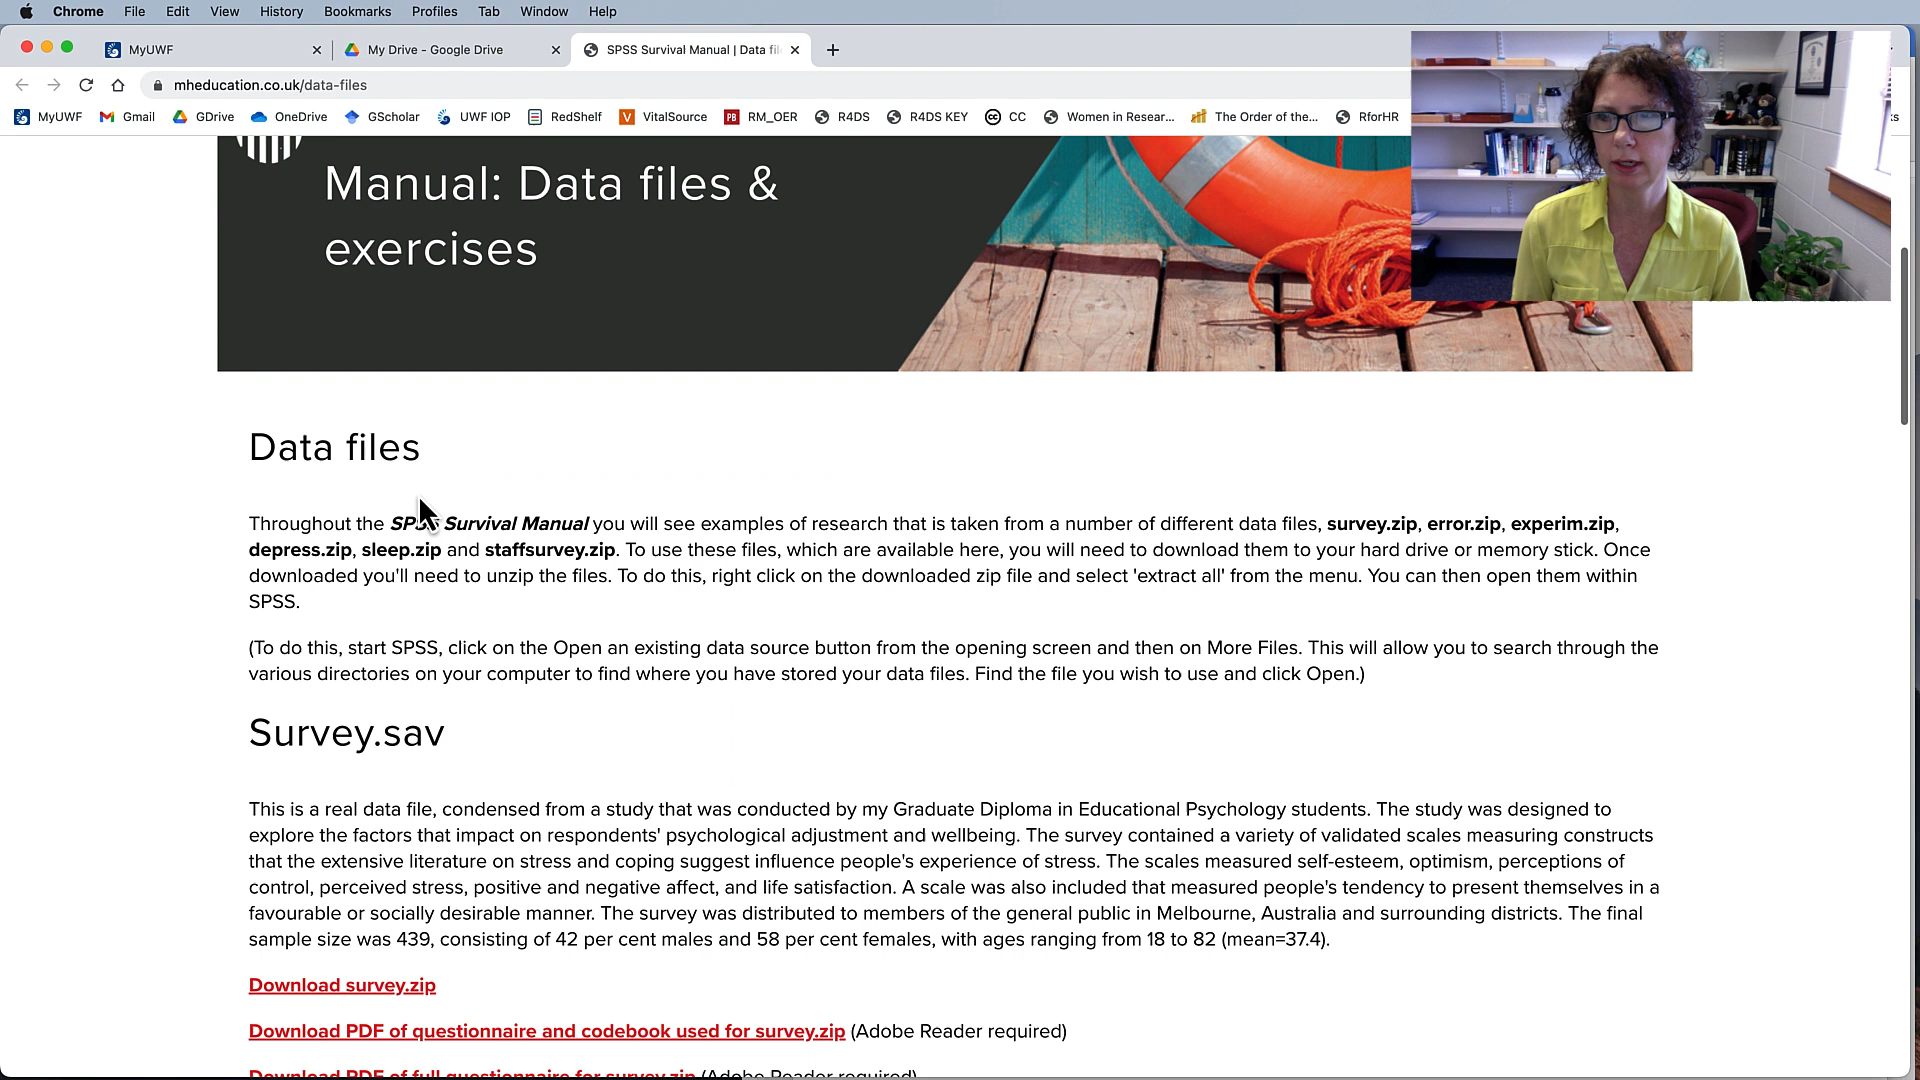 Chrome File Edit View History Bookmarks Profiles Tab Window Help
MyUWF My Drive - Google Drive SPSS Survival Manual | Data fil
mheducation.co.uk/data-files
MyUWF Gmail GDrive OneDrive GScholar UWF IOP RedShelf VitalSource RM_OER R4DS R4DS KEY CC Women in Resear... The Order of the... RforHR
Manual: Data files &
exercises
Data files
Throughout the SPSS Survival Manual you will see examples of research that is taken from a number of different data files, survey.zip, error.zip, experim.zip,
depress.zip, sleep.zip and staffsurvey.zip. To use these files, which are available here, you will need to download them to your hard drive or memory stick. Once
downloaded you'll need to unzip the files. To do this, right click on the downloaded zip file and select 'extract all' from the menu. You can then open them within
SPSS.
(To do this, start SPSS, click on the Open an existing data source button from the opening screen and then on More Files. This will allow you to search through the
various directories on your computer to find where you have stored your data files. Find the file you wish to use and click Open.)
Survey.sav
This is a real data file, condensed from a study that was conducted by my Graduate Diploma in Educational Psychology students. The study was designed to
explore the factors that impact on respondents' psychological adjustment and wellbeing. The survey contained a variety of validated scales measuring constructs
that the extensive literature on stress and coping suggest influence people's experience of stress. The scales measured self-esteem, optimism, perceptions of
control, perceived stress, positive and negative affect, and life satisfaction. A scale was also included that measured people's tendency to present themselves in a
favourable or socially desirable manner. The survey was distributed to members of the general public in Melbourne, Australia and surrounding districts. The final
sample size was 439, consisting of 42 per cent males and 58 per cent females, with ages ranging from 18 to 82 (mean=37.4).
Download survey.zip
Download PDF of questionnaire and codebook used for survey.zip (Adobe Reader required)
Download PDF of full questionnaire for survey.zip (Adobe Reader required)